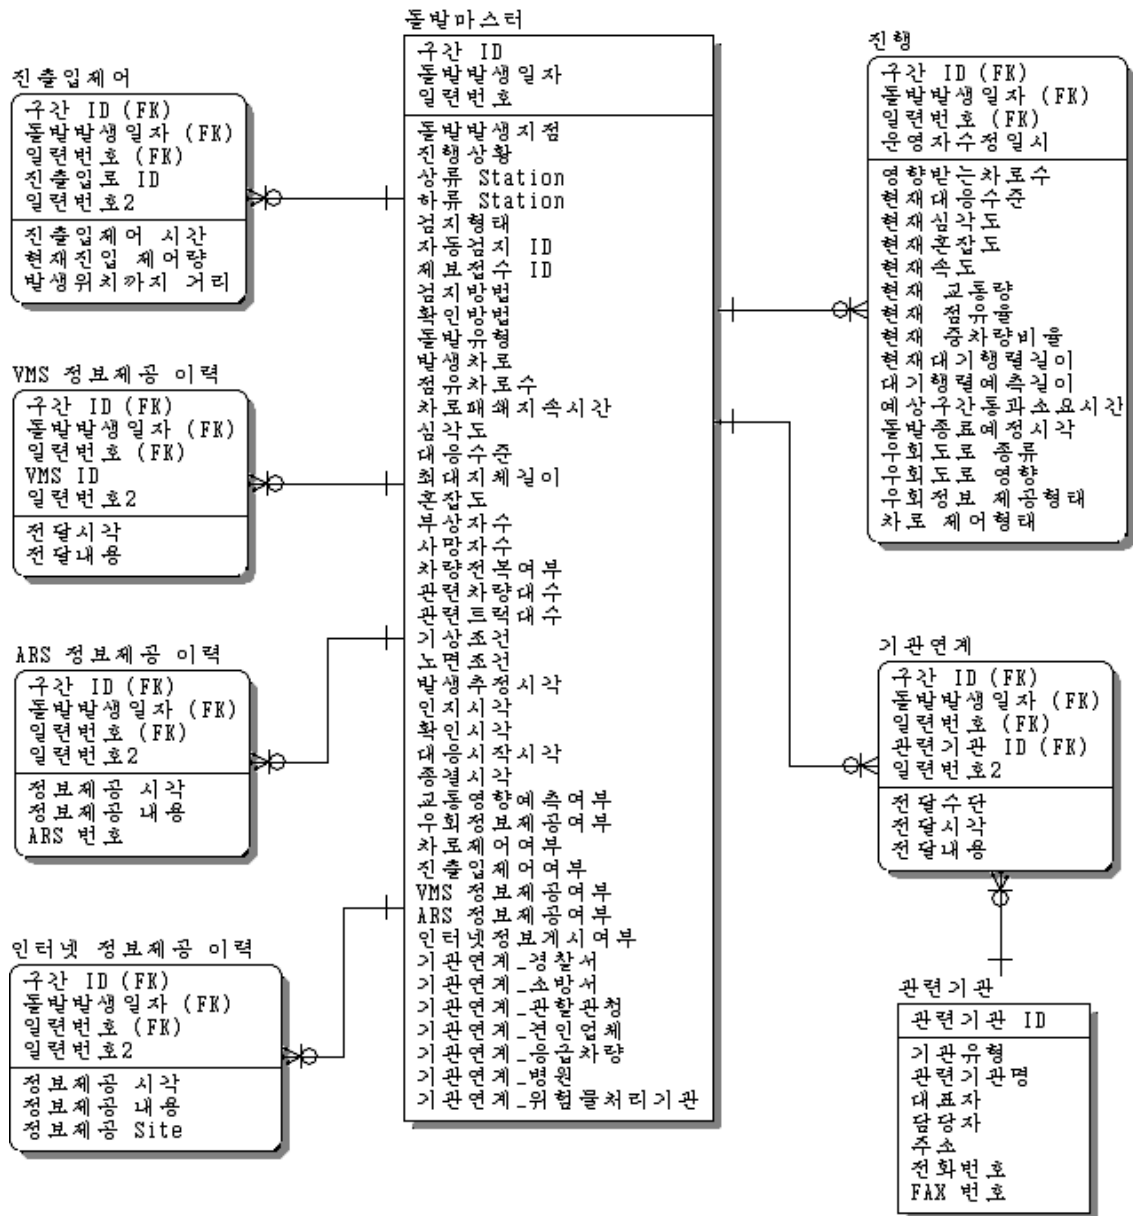 돌발마스터
구간 ID
돌발발생일자
일련번호
돌발발생지점
진행상황
상류 Station
하류 Station
검지형태
자동검지 ID
제보접수 ID
검지방법
확인방법
돌발유형
발생차로
점유차로수
차로폐쇄지속시간
심각도
대응수준
최대지체길이
혼잡도
부상자수
사망자수
차량전복여부
관련차량대수
관련트럭대수
기상조건
노면조건
발생추정시각
인지시각
확인시각
대응시작시각
종결시각
교통영향예측여부
우회정보제공여부
차로제어여부
진출입제어여부
VMS 정보제공여부
ARS 정보제공여부
인터넷정보게시여부
기관연계_경찰서
기관연계_소방서
기관연계_관할관청
기관연계_견인업체
기관연계_응급차량
기관연계_병원
기관연계_위험물처리기관
진출입제어
구간 ID (FK)
돌발발생일자 (FK)
일련번호 (FK)
진출입로 ID
일련번호2
진출입제어 시간
현재진입 제어량
발생위치까지 거리
VMS 정보제공 이력
구간 ID (FK)
돌발발생일자 (FK)
일련번호 (FK)
VMS ID
일련번호2
전달시각
전달내용
ARS 정보제공 이력
구간 ID (FK)
돌발발생일자 (FK)
일련번호 (FK)
일련번호2
정보제공 시각
정보제공 내용
ARS 번호
인터넷 정보제공 이력
구간 ID (FK)
돌발발생일자 (FK)
일련번호 (FK)
일련번호2
정보제공 시각
정보제공 내용
정보제공 Site
진행
구간 ID (FK)
돌발발생일자 (FK)
일련번호 (FK)
운영자수정일시
영향받는차로수
현재대응수준
현재심각도
현재혼잡도
현재속도
현재 교통량
현재 점유율
현재 중차량비율
현재대기행렬길이
대기행렬예측길이
예상구간통과소요시간
돌발종료예정시각
우회도로 종류
우회도로 영향
우회정보 제공형태
차로 제어형태
기관연계
구간 ID (FK)
돌발발생일자 (FK)
일련번호 (FK)
관련기관 ID (FK)
일련번호2
전달수단
전달시각
전달내용
관련기관
관련기관 ID
기관유형
관련기관명
대표자
담당자
주소
전화번호
FAX 번호